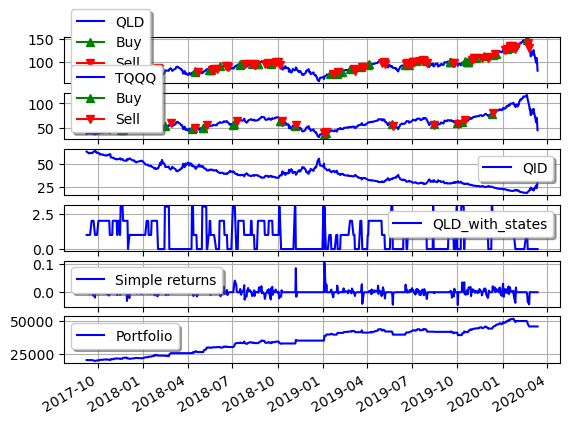 QLD
Buy
Sell
150
100
TQQQ
Buy
Sell
100
50
QID
50
25
QLD_with_states
2.5
0.0
Simple returns
0.1
0.0
Portfolio
50000
25000
2017-10
2018-01
2018-04
2018-07
2018-10
2019-01
2019-04
2019-07
2019-10
2020-01
2020-04